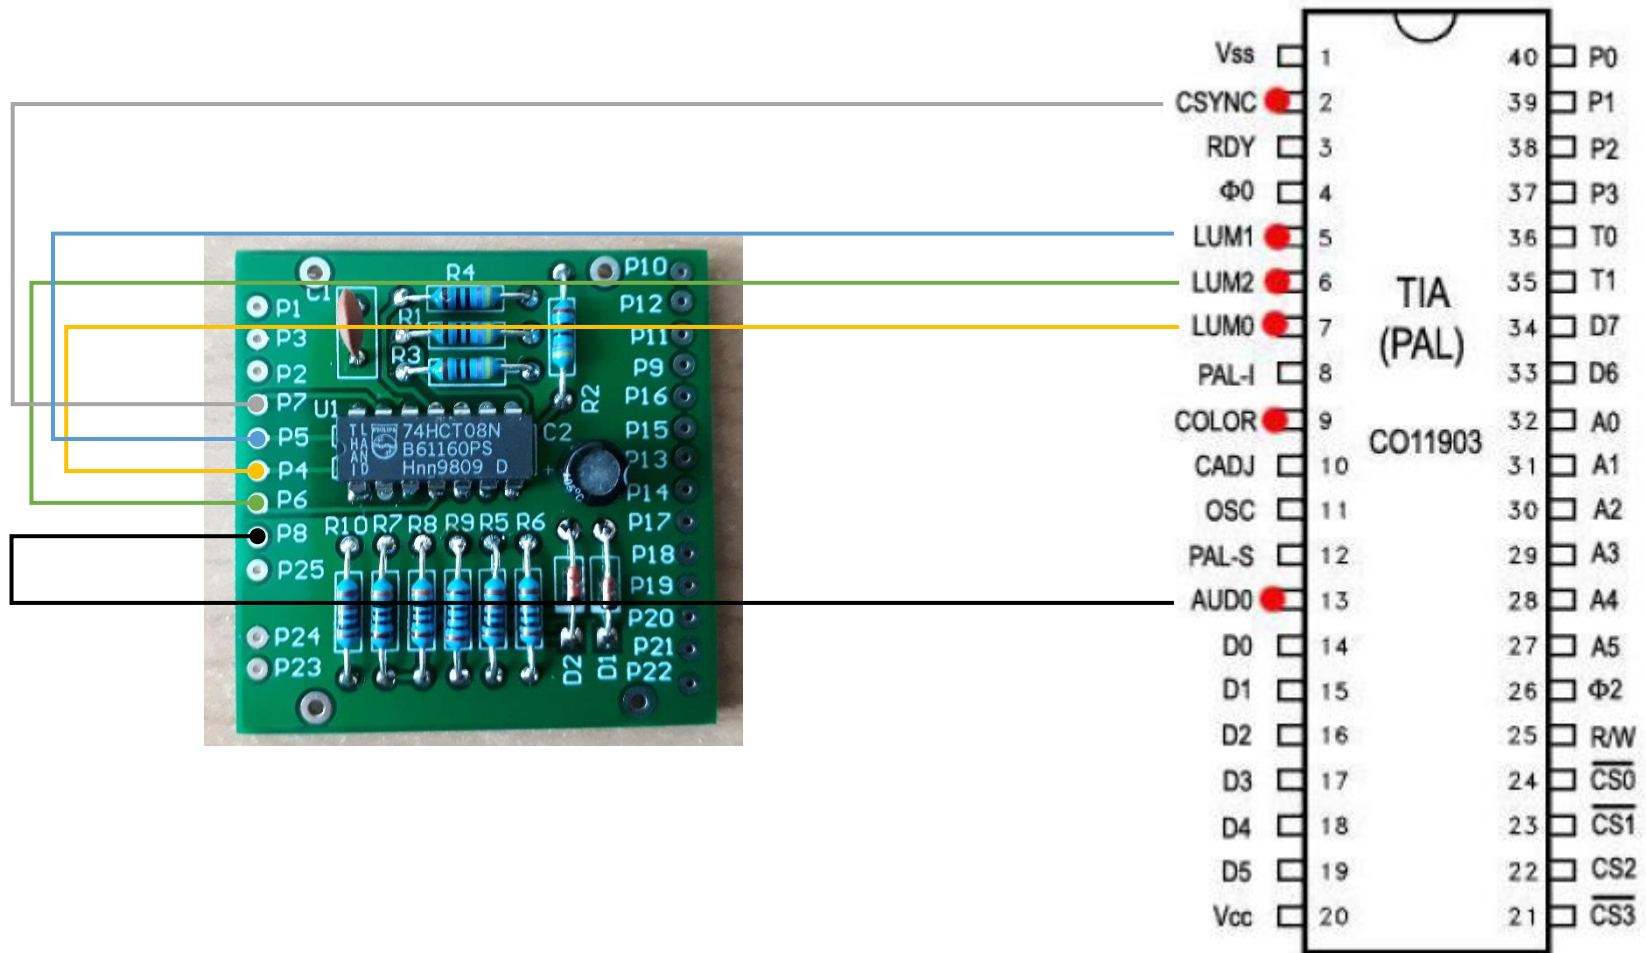 R4
P10
C1
P1
P12
R1
P3
P11
R3
P2
P9
P7
U1
R2
P16
P5
74HCT08N
C2
P15
B61160PS
P4
Hnn9809 D
P13
P6
P14
P8
R10 R7 R8 R9 R5 R6
P17
P25
P18
P19
P20
P24
P21
P23
D2
D1
P22
Vss 1
CSYNC 2
RDY 3
Φ0 4
LUM1 5
LUM2 6
LUM0 7
PAL-I 8
COLOR 9
CADJ 10
OSC 11
PAL-S 12
AUD0 13
D0 14
D1 15
D2 16
D3 17
D4 18
D5 19
Vcc 20
TIA
(PAL)
CO11903
40 P0
39 P1
38 P2
37 P3
36 T0
35 T1
34 D7
33 D6
32 A0
31 A1
30 A2
29 A3
28 A4
27 A5
26 Φ2
25 R/W
24 C̅S̅0̅
23 C̅S̅1̅
22 CS2
21 C̅S̅3̅